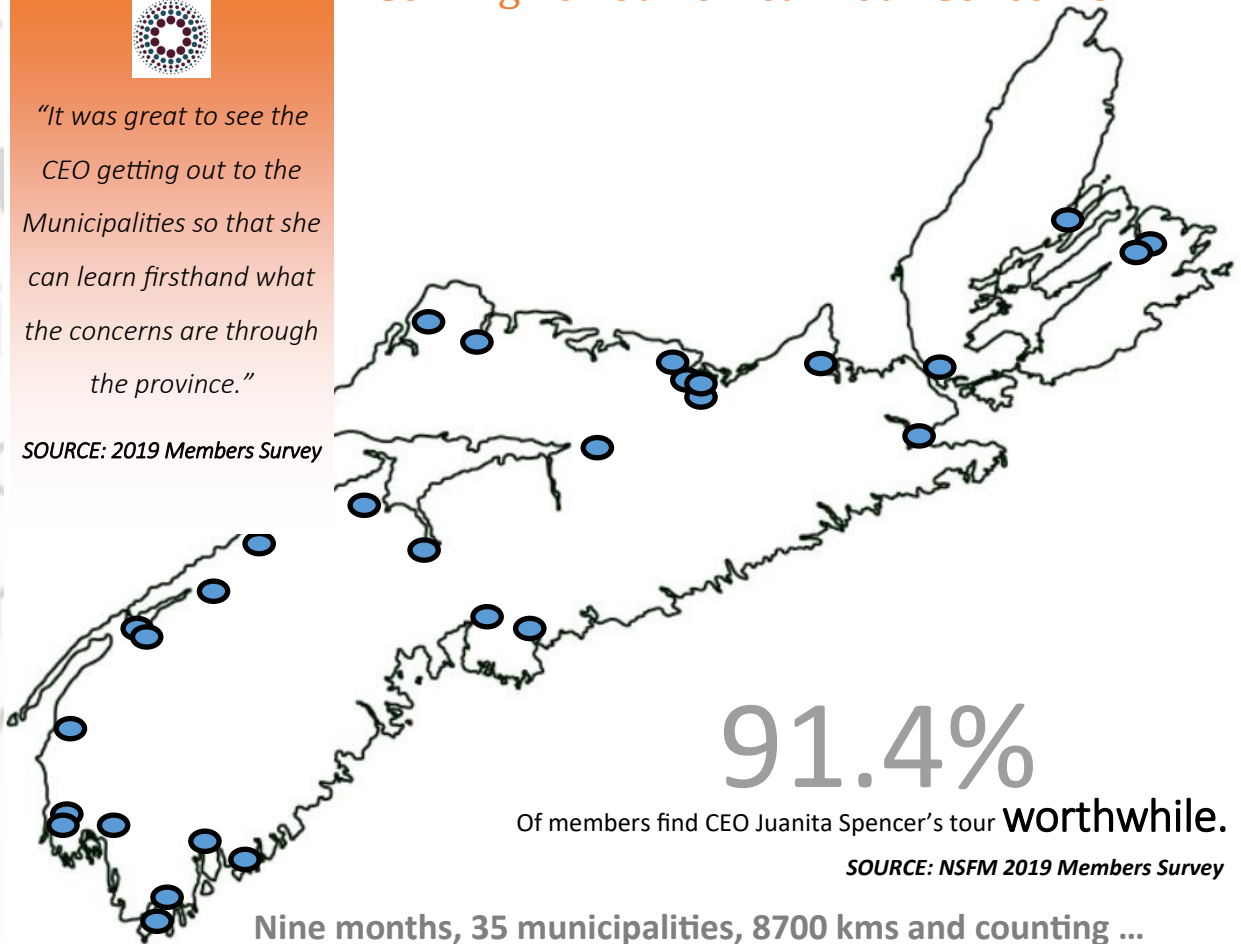 “It was great to see the
CEO getting out to the
Municipalities so that she
can learn firsthand what
the concerns are through
the province.”
SOURCE: 2019 Members Survey
91.4%
Of members find CEO Juanita Spencer’s tour worthwhile.
SOURCE: NSFM 2019 Members Survey
Nine months, 35 municipalities, 8700 kms and counting ...